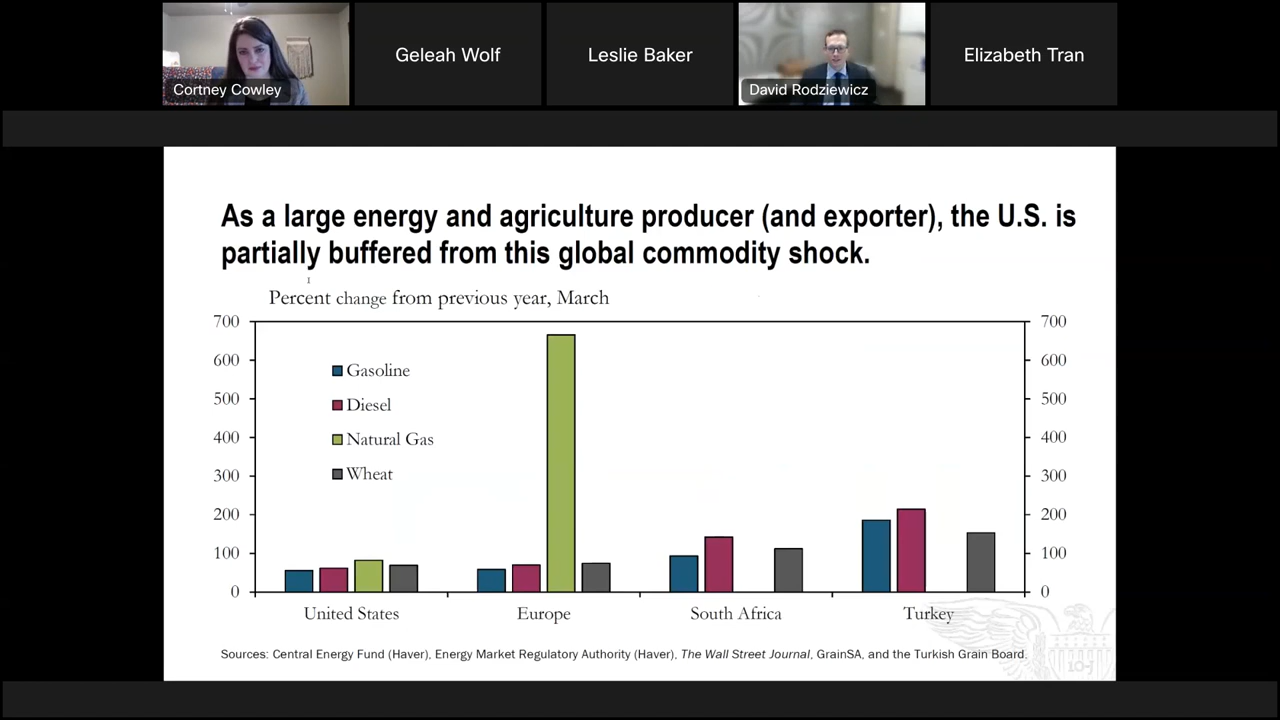 Cortney Cowley
Geleah Wolf
Leslie Baker
David Rodziewicz
Elizabeth Tran
As a large energy and agriculture producer (and exporter), the U.S. is
partially buffered from this global commodity shock.
Percent change from previous year, March
700
600
500
400
300
200
100
0
Gasoline
Diesel
Natural Gas
Wheat
700
600
500
400
300
200
100
0
United States
Europe
South Africa
Turkey
Sources: Central Energy Fund (Haver), Energy Market Regulatory Authority (Haver), The Wall Street Journal, GrainSA, and the Turkish Grain Board.
10-J